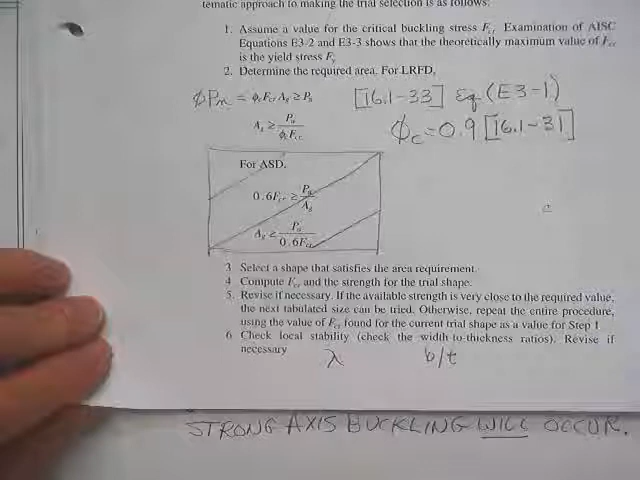 tematic approach to making the trial selection is as follows:
1. Assume a value for the critical buckling stress Fcr. Examination of AISC
Equations E3-2 and E3-3 shows that the theoretically maximum value of Fcr
is the yield stress Fy
2. Determine the required area. For LRFD,
ϕPn = ϕcFcrAg ≥ Pu [16.1-33] Eq (E3-1)
Ag ≥ Pu / ϕcFcr ϕc = 0.9 [16.1-31]
For ASD.
0.6Fcr ≥ Pa / Ag
Ag ≥ Pa / 0.6Fcr
3 Select a shape that satisfies the area requirement.
4 Compute Fcr and the strength for the trial shape.
5. Revise if necessary. If the available strength is very close to the required value,
the next tabulated size can be tried. Otherwise, repeat the entire procedure,
using the value of Fcr found for the current trial shape as a value for Step 1
6 Check local stability (check the width-to-thickness ratios). Revise if
necessary λ b/t
STRONG AXIS BUCKLING WILL OCCUR.